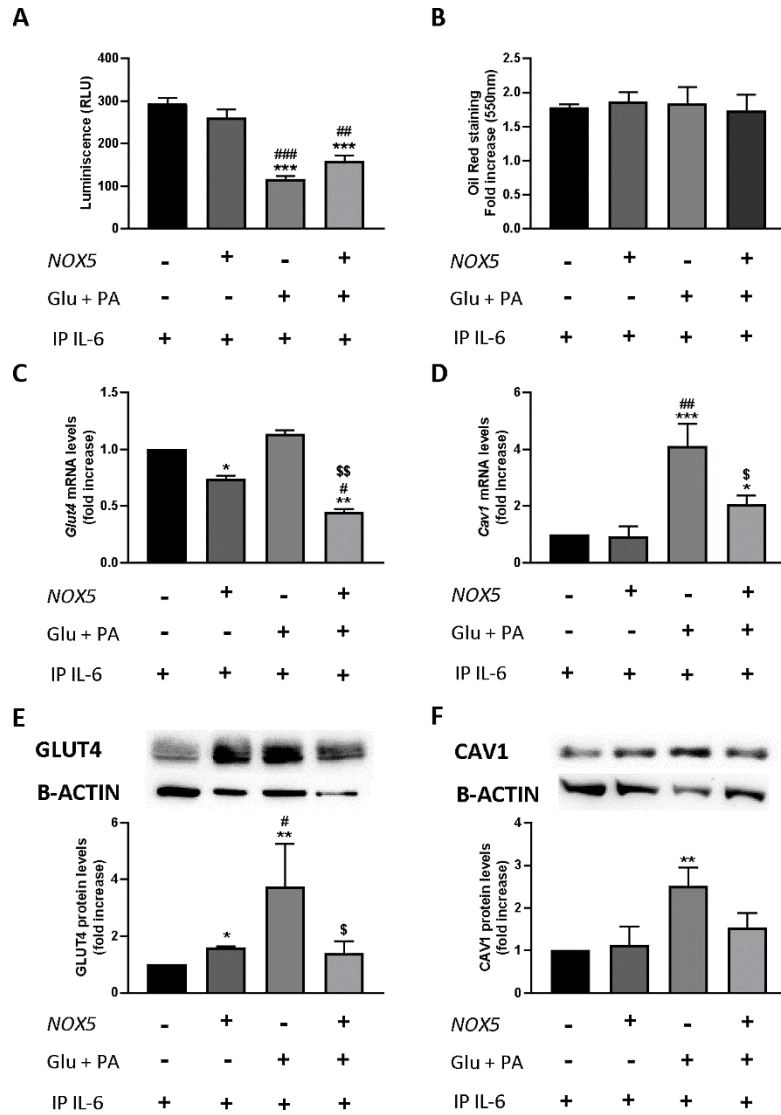 A
Luminiscence (RLU)
400
300
200
100
0
###
***
##
***
NOX5 - + - +
Glu + PA - - + +
IP IL-6 + + + +
B
Oil Red staining
Fold increase (550nm)
2.5
2.0
1.5
1.0
0.5
0.0
NOX5 - + - +
Glu + PA - - + +
IP IL-6 + + + +
C
Glut4 mRNA levels
(fold increase)
1.5
1.0
0.5
0.0
*
$$
#
**
NOX5 - + - +
Glu + PA - - + +
IP IL-6 + + + +
D
Cav1 mRNA levels
(fold increase)
6
4
2
0
##
***
$
*
NOX5 - + - +
Glu + PA - - + +
IP IL-6 + + + +
E
GLUT4
B-ACTIN
GLUT4 protein levels
(fold increase)
6
4
2
0
*
#
**
$
NOX5 - + - +
Glu + PA - - + +
IP IL-6 + + + +
F
CAV1
B-ACTIN
CAV1 protein levels
(fold increase)
4
3
2
1
0
**
NOX5 - + - +
Glu + PA - - + +
IP IL-6 + + + +